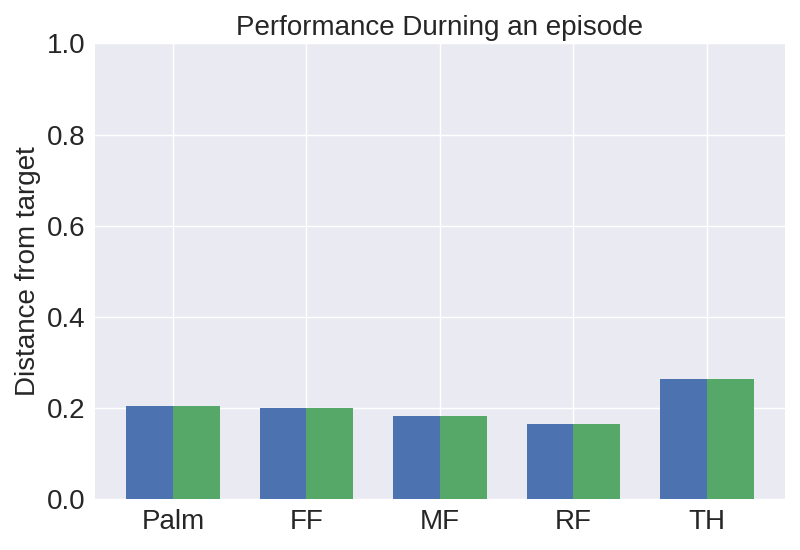 Performance Durning an episode
1.0
0.8
0.6
0.4
0.2
0.0
Distance from target
Palm FF MF RF TH